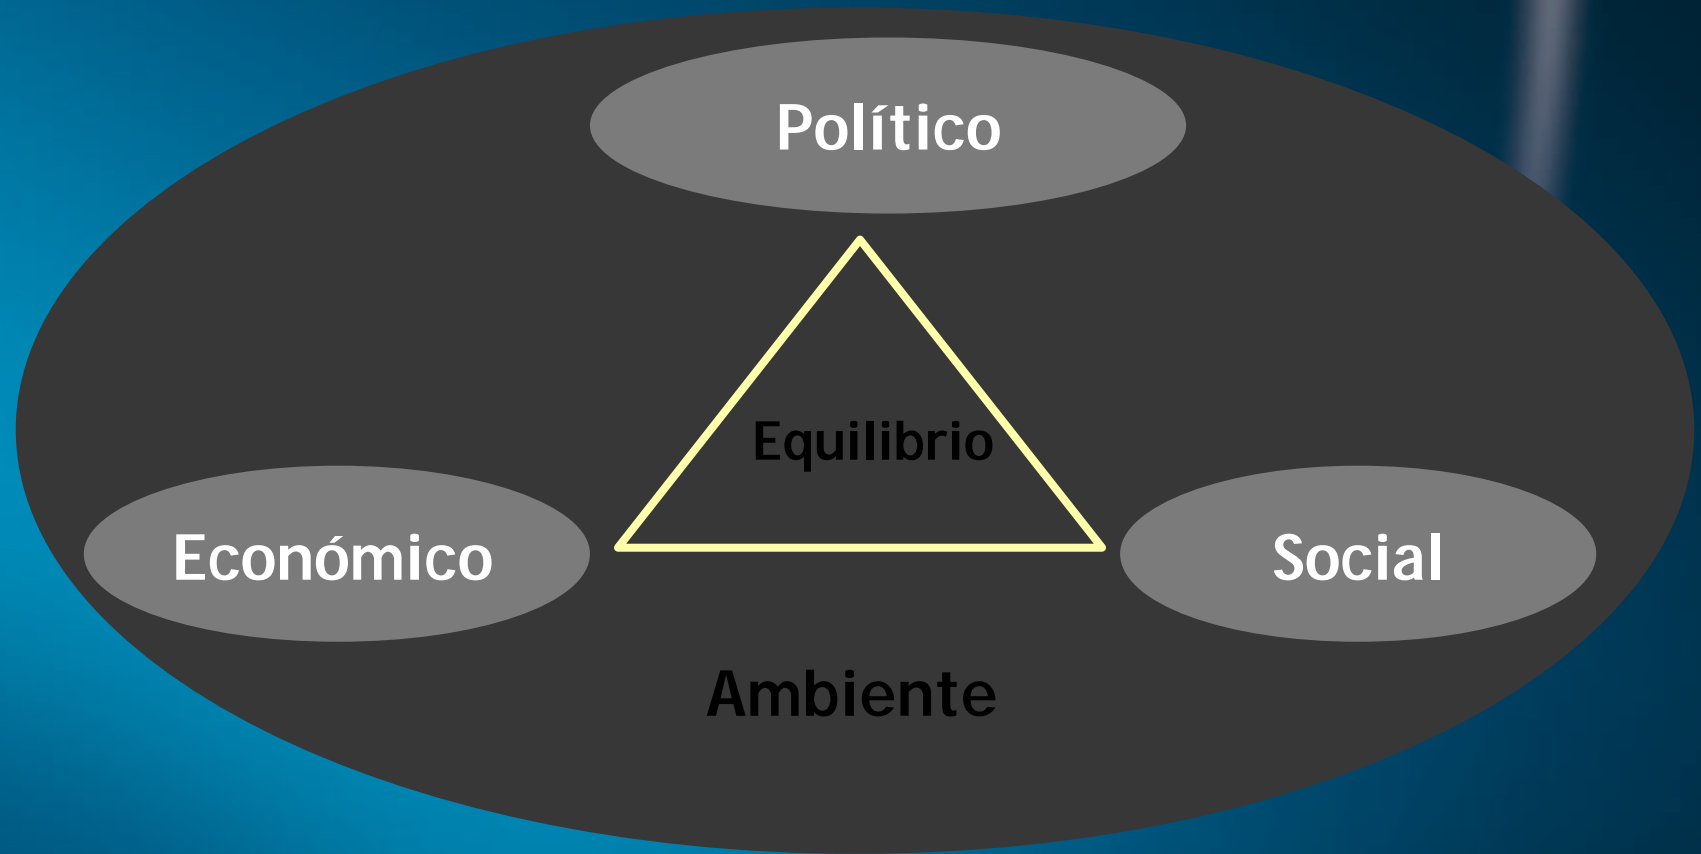 Político
Equilibrio
Económico
Social
Ambiente